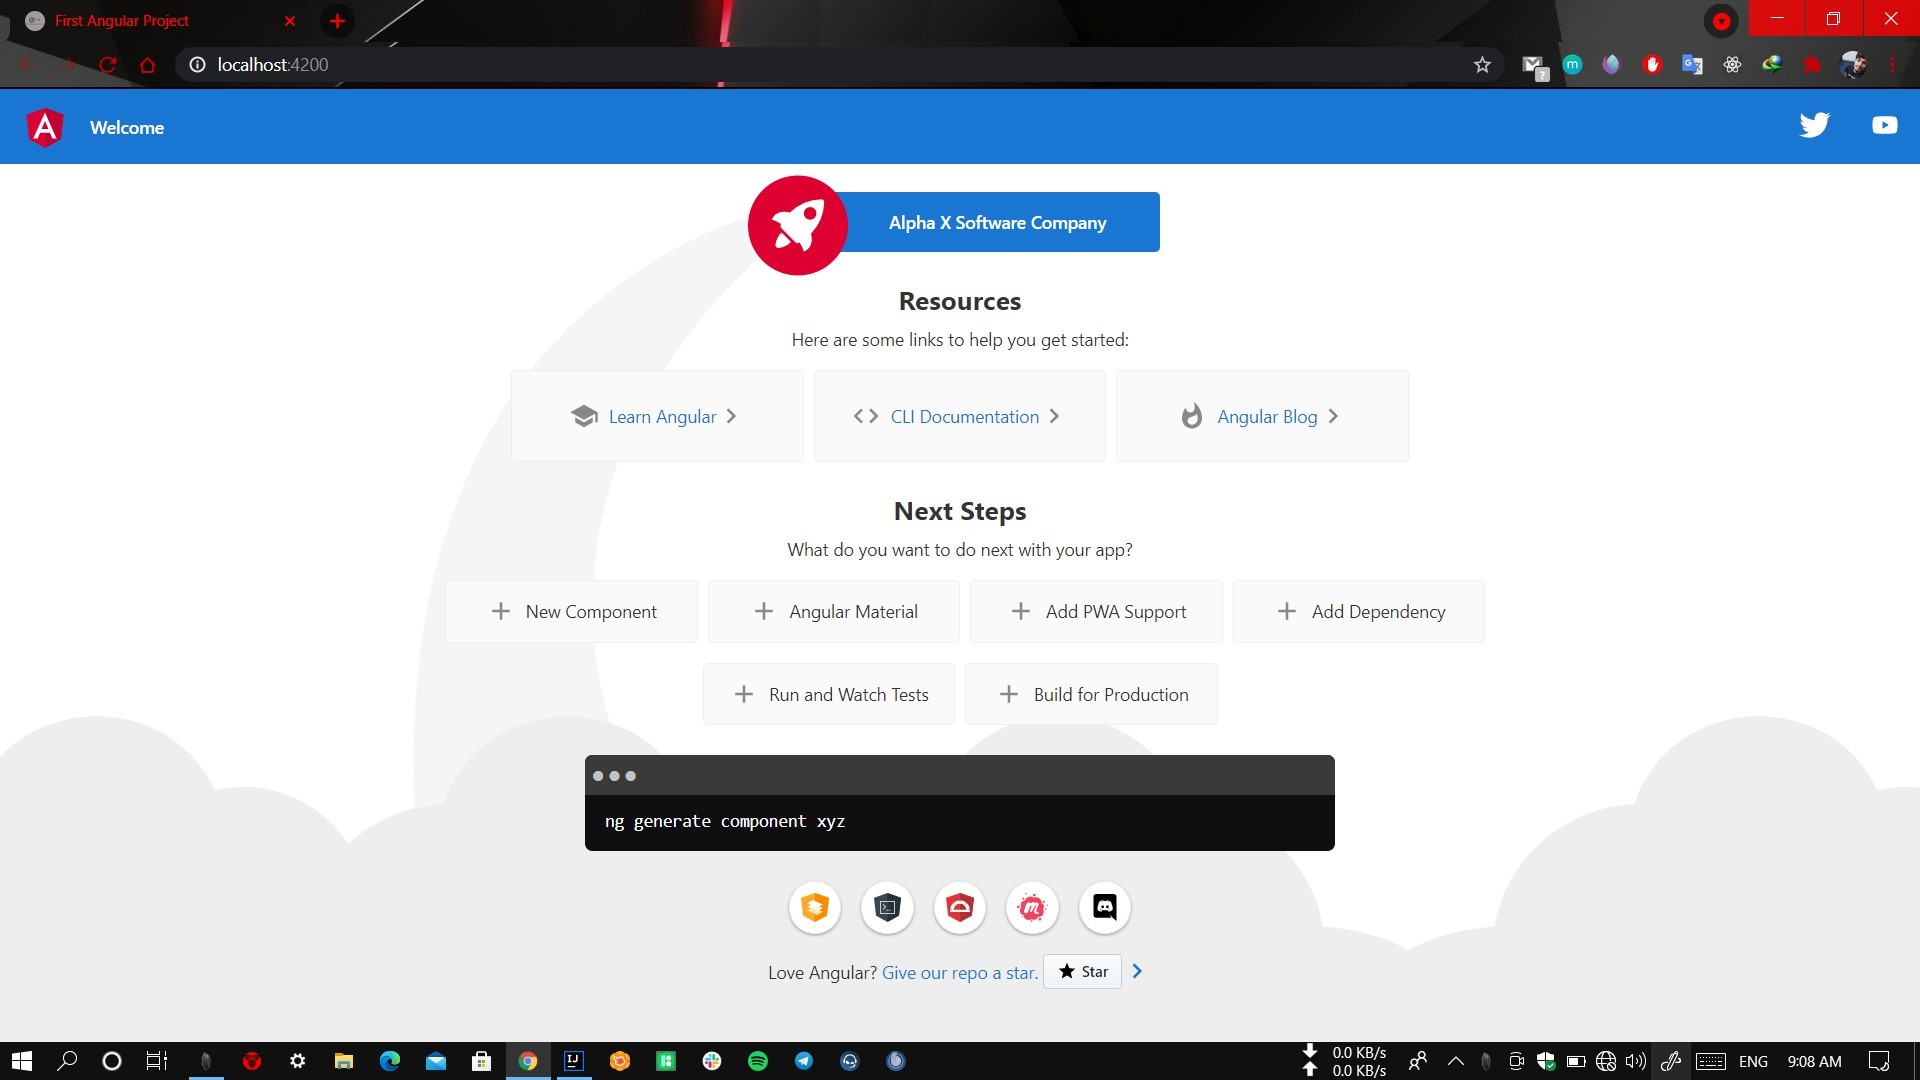 First Angular Project
localhost:4200
Welcome
Alpha X Software Company
Resources
Here are some links to help you get started:
Learn Angular
CLI Documentation
Angular Blog
Next Steps
What do you want to do next with your app?
New Component
Angular Material
Add PWA Support
Add Dependency
Run and Watch Tests
Build for Production
ng generate component xyz
Love Angular? Give our repo a star. Star
0.0 KB/s
0.0 KB/s
ENG
9:08 AM